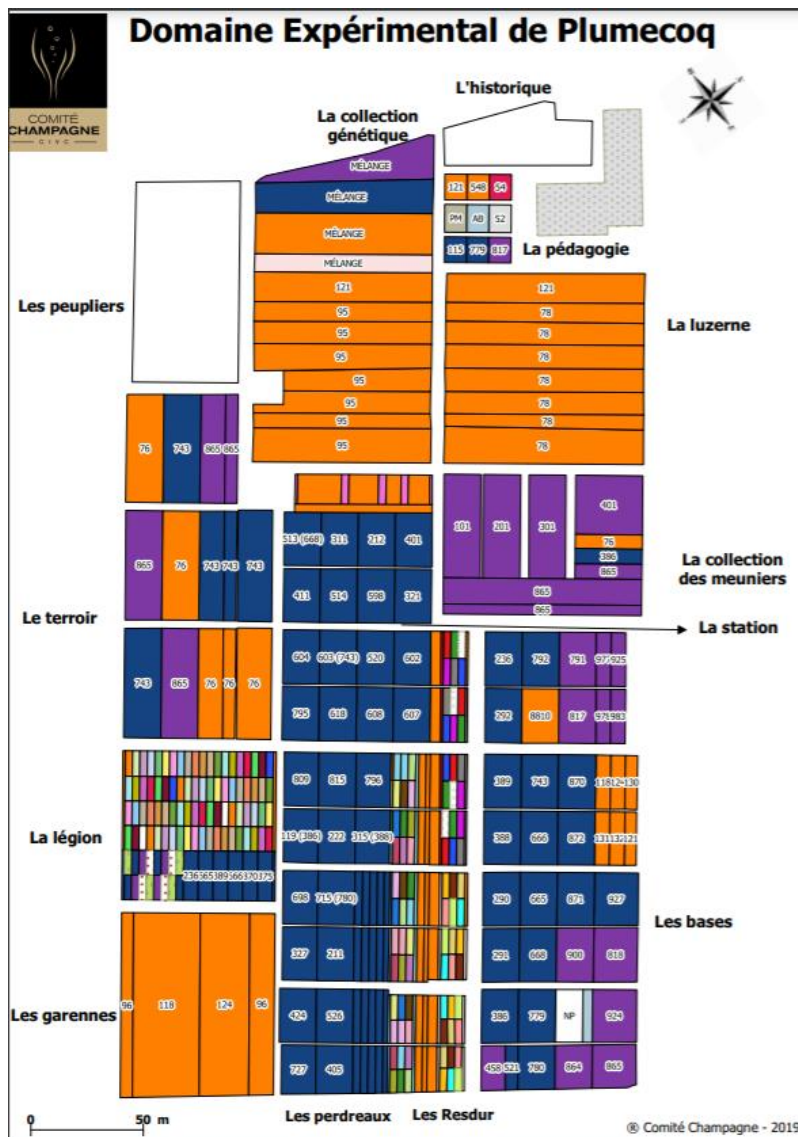 Domaine Expérimental de Plumecoq
COMITÉ
CHAMPAGNE
CIVC
L'historique
La collection
génétique
MÉLANGE
MÉLANGE
MÉLANGE
MÉLANGE
121 548 54
PM AB 52
115 779 817
La pédagogie
Les peupliers
121
95
95
95
95
95
95
95
121
78
78
78
78
78
78
78
La luzerne
76 743 865 865
513 (668) 311 212 401
411 514 598 321
101 201 301
401
76
386
865
865
865
La collection
des meuniers
865 76 743 743 743
Le terroir
La station
743 865 76 76 76
604 603 (743) 520 602
795 618 608 607
236 792 791 925
292 8810 817
809 815 796
119 (386) 222 315 (388)
389 743 870 130
388 666 872 121
La légion
236 389 370 375
698 715 (780)
327 211
290 665 871 927
291 668 900 818
Les bases
Les garennes
96 118 124 96
424 526
727 405
386 779 NP 924
458 521 780 864 865
Les perdreaux
Les Resdur
0 50 m
® Comité Champagne - 2019